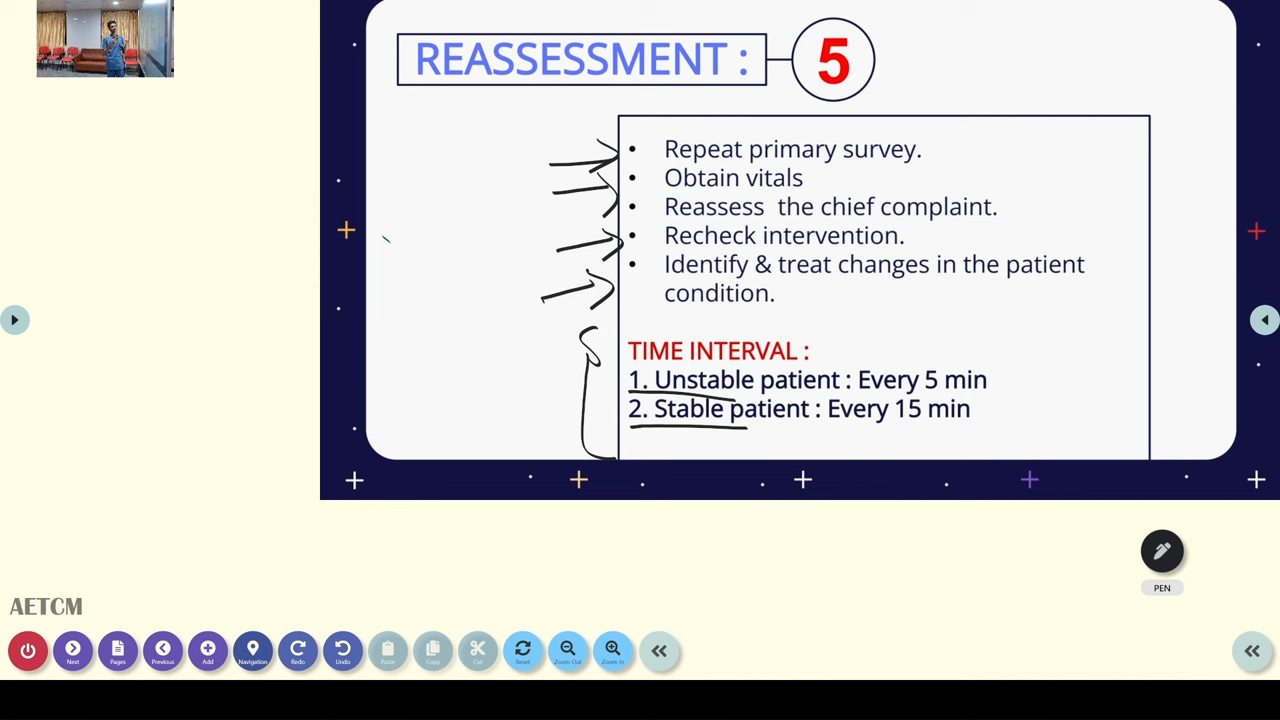 REASSESSMENT :
5
• Repeat primary survey.
• Obtain vitals
• Reassess the chief complaint.
• Recheck intervention.
• Identify & treat changes in the patient
condition.
TIME INTERVAL :
1. Unstable patient : Every 5 min
2. Stable patient : Every 15 min
PEN
AETCM
Next Pages Previous Add Navigation Redo Undo Paste Copy Cut Reset Zoom Out Zoom In